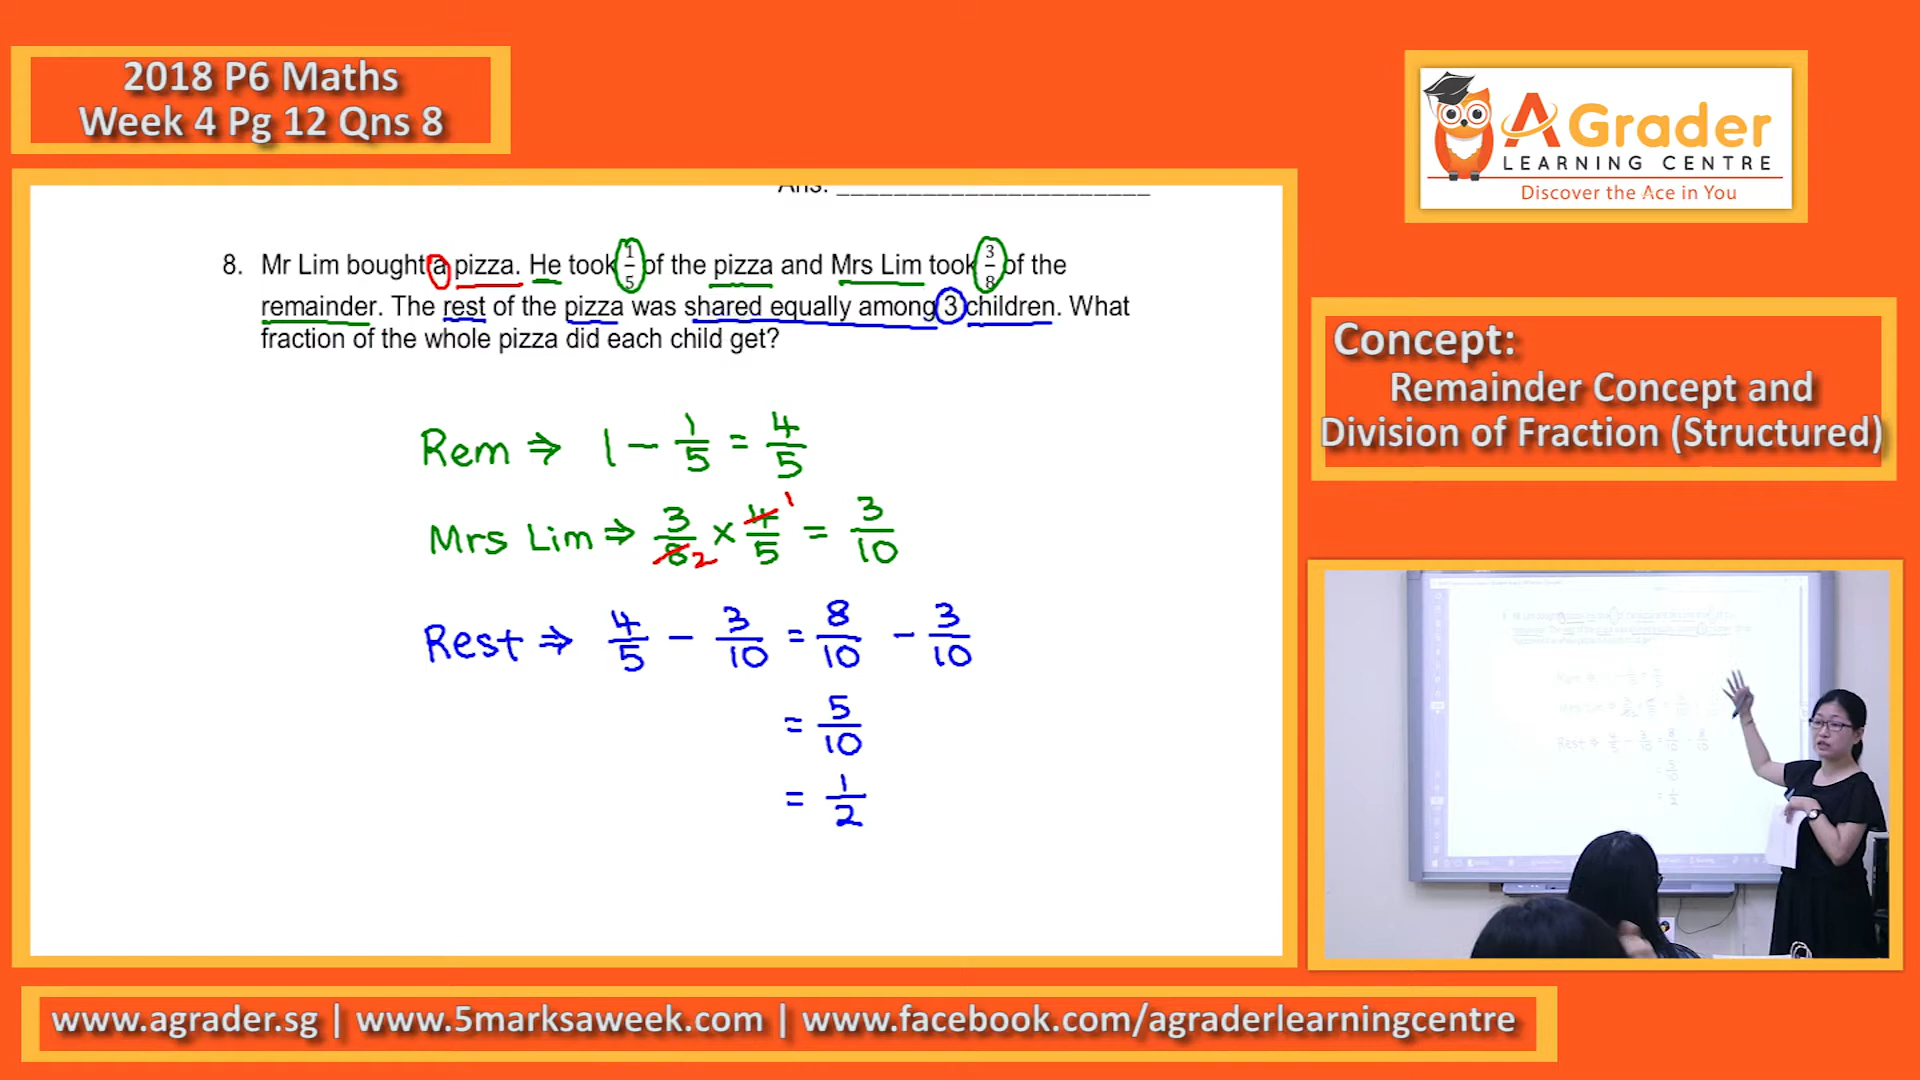 2018 P6 Maths
Week 4 Pg 12 Qns 8
A Grader
LEARNING CENTRE
Discover the Ace in You
Ans: ______________________
8. Mr Lim bought a pizza. He took 1/5 of the pizza and Mrs Lim took 3/8 of the
remainder. The rest of the pizza was shared equally among 3 children. What
fraction of the whole pizza did each child get?
Rem ⇒ 1 − 1/5 = 4/5
Mrs Lim ⇒ 3/8 2 × 4/5 1 = 3/10
Rest ⇒ 4/5 − 3/10 = 8/10 − 3/10
= 5/10
= 1/2
Concept:
Remainder Concept and
Division of Fraction (Structured)
Rest ⇒
www.agrader.sg | www.5marksaweek.com | www.facebook.com/agraderlearningcentre